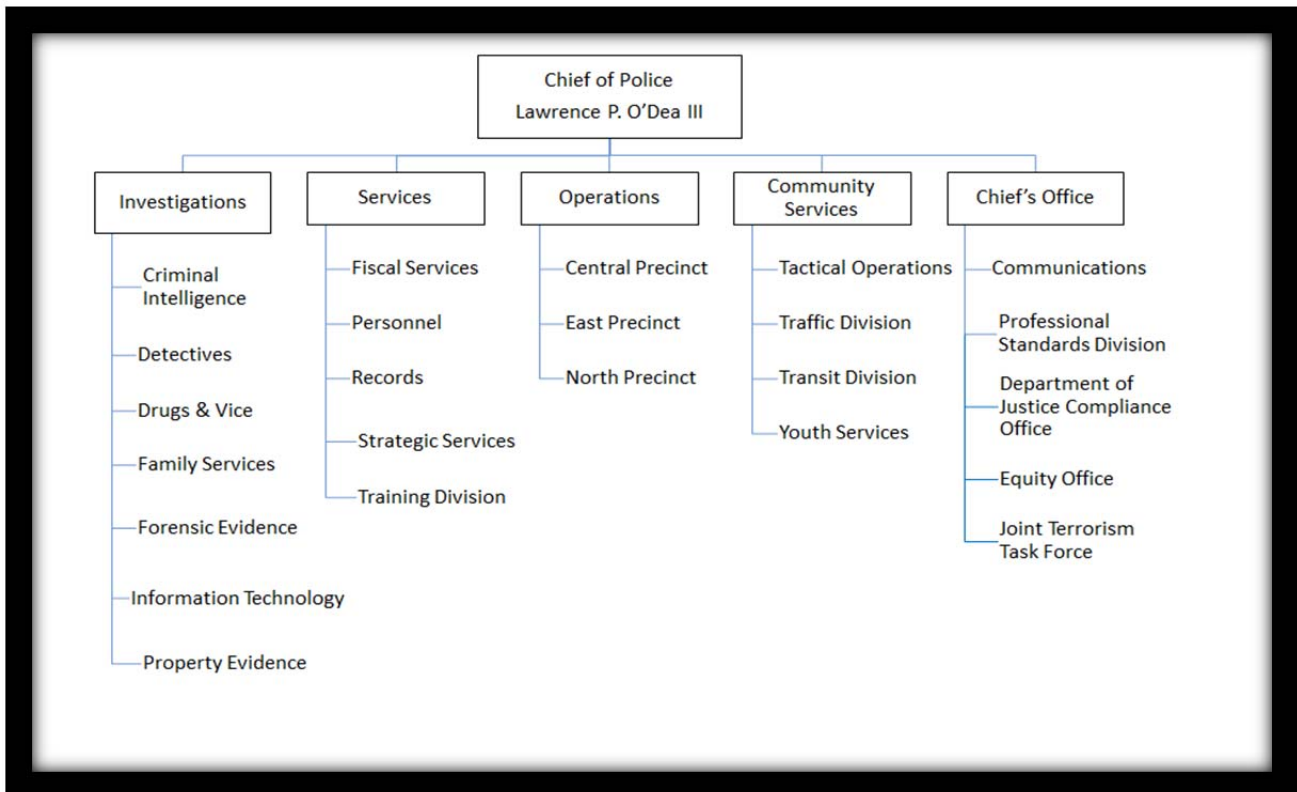 Chief of Police
Lawrence P. O’Dea III
Investigations
Criminal
Intelligence
Detectives
Drugs & Vice
Family Services
Forensic Evidence
Information Technology
Property Evidence
Services
Fiscal Services
Personnel
Records
Strategic Services
Training Division
Operations
Central Precinct
East Precinct
North Precinct
Community
Services
Tactical Operations
Traffic Division
Transit Division
Youth Services
Chief’s Office
Communications
Professional
Standards Division
Department of
Justice Compliance
Office
Equity Office
Joint Terrorism
Task Force